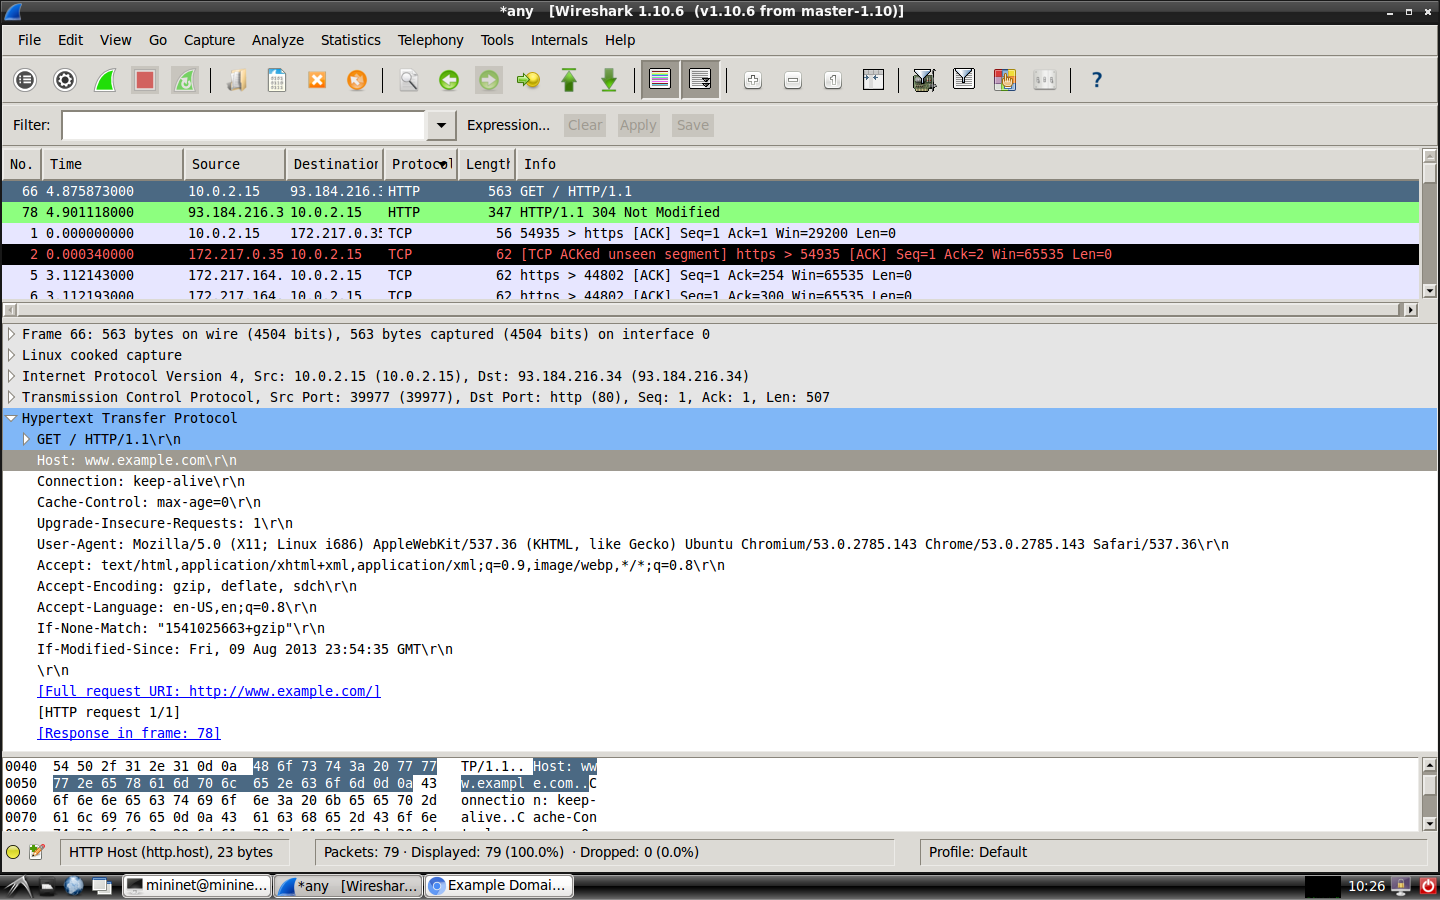 *any   [Wireshark 1.10.6  (v1.10.6 from master-1.10)]
File Edit View Go Capture Analyze Statistics Telephony Tools Internals Help
Filter: Expression... Clear Apply Save
No. Time Source Destination Protocol Length Info
66 4.875873000 10.0.2.15 93.184.216.3 HTTP 563 GET / HTTP/1.1
78 4.901118000 93.184.216.3 10.0.2.15 HTTP 347 HTTP/1.1 304 Not Modified
1 0.000000000 10.0.2.15 172.217.0.35 TCP 56 54935 > https [ACK] Seq=1 Ack=1 Win=29200 Len=0
2 0.000340000 172.217.0.35 10.0.2.15 TCP 62 [TCP ACKed unseen segment] https > 54935 [ACK] Seq=1 Ack=2 Win=65535 Len=0
5 3.112143000 172.217.164. 10.0.2.15 TCP 62 https > 44802 [ACK] Seq=1 Ack=254 Win=65535 Len=0
6 3.112193000 172.217.164. 10.0.2.15 TCP 62 https > 44802 [ACK] Seq=1 Ack=300 Win=65535 Len=0
Frame 66: 563 bytes on wire (4504 bits), 563 bytes captured (4504 bits) on interface 0
Linux cooked capture
Internet Protocol Version 4, Src: 10.0.2.15 (10.0.2.15), Dst: 93.184.216.34 (93.184.216.34)
Transmission Control Protocol, Src Port: 39977 (39977), Dst Port: http (80), Seq: 1, Ack: 1, Len: 507
Hypertext Transfer Protocol
GET / HTTP/1.1\r\n
Host: www.example.com\r\n
Connection: keep-alive\r\n
Cache-Control: max-age=0\r\n
Upgrade-Insecure-Requests: 1\r\n
User-Agent: Mozilla/5.0 (X11; Linux i686) AppleWebKit/537.36 (KHTML, like Gecko) Ubuntu Chromium/53.0.2785.143 Chrome/53.0.2785.143 Safari/537.36\r\n
Accept: text/html,application/xhtml+xml,application/xml;q=0.9,image/webp,*/*;q=0.8\r\n
Accept-Encoding: gzip, deflate, sdch\r\n
Accept-Language: en-US,en;q=0.8\r\n
If-None-Match: "1541025663+gzip"\r\n
If-Modified-Since: Fri, 09 Aug 2013 23:54:35 GMT\r\n
\r\n
[Full request URI: http://www.example.com/]
[HTTP request 1/1]
[Response in frame: 78]
0040 54 50 2f 31 2e 31 0d 0a 48 6f 73 74 3a 20 77 77 TP/1.1.. Host: ww
0050 77 2e 65 78 61 6d 70 6c 65 2e 63 6f 6d 0d 0a 43 w.exampl e.com..C
0060 6f 6e 6e 65 63 74 69 6f 6e 3a 20 6b 65 65 70 2d onnectio n: keep-
0070 61 6c 69 76 65 0d 0a 43 61 63 68 65 2d 43 6f 6e alive..C ache-Con
HTTP Host (http.host), 23 bytes Packets: 79 · Displayed: 79 (100.0%) · Dropped: 0 (0.0%) Profile: Default
mininet@minine... *any   [Wireshar... Example Domai... 10:26